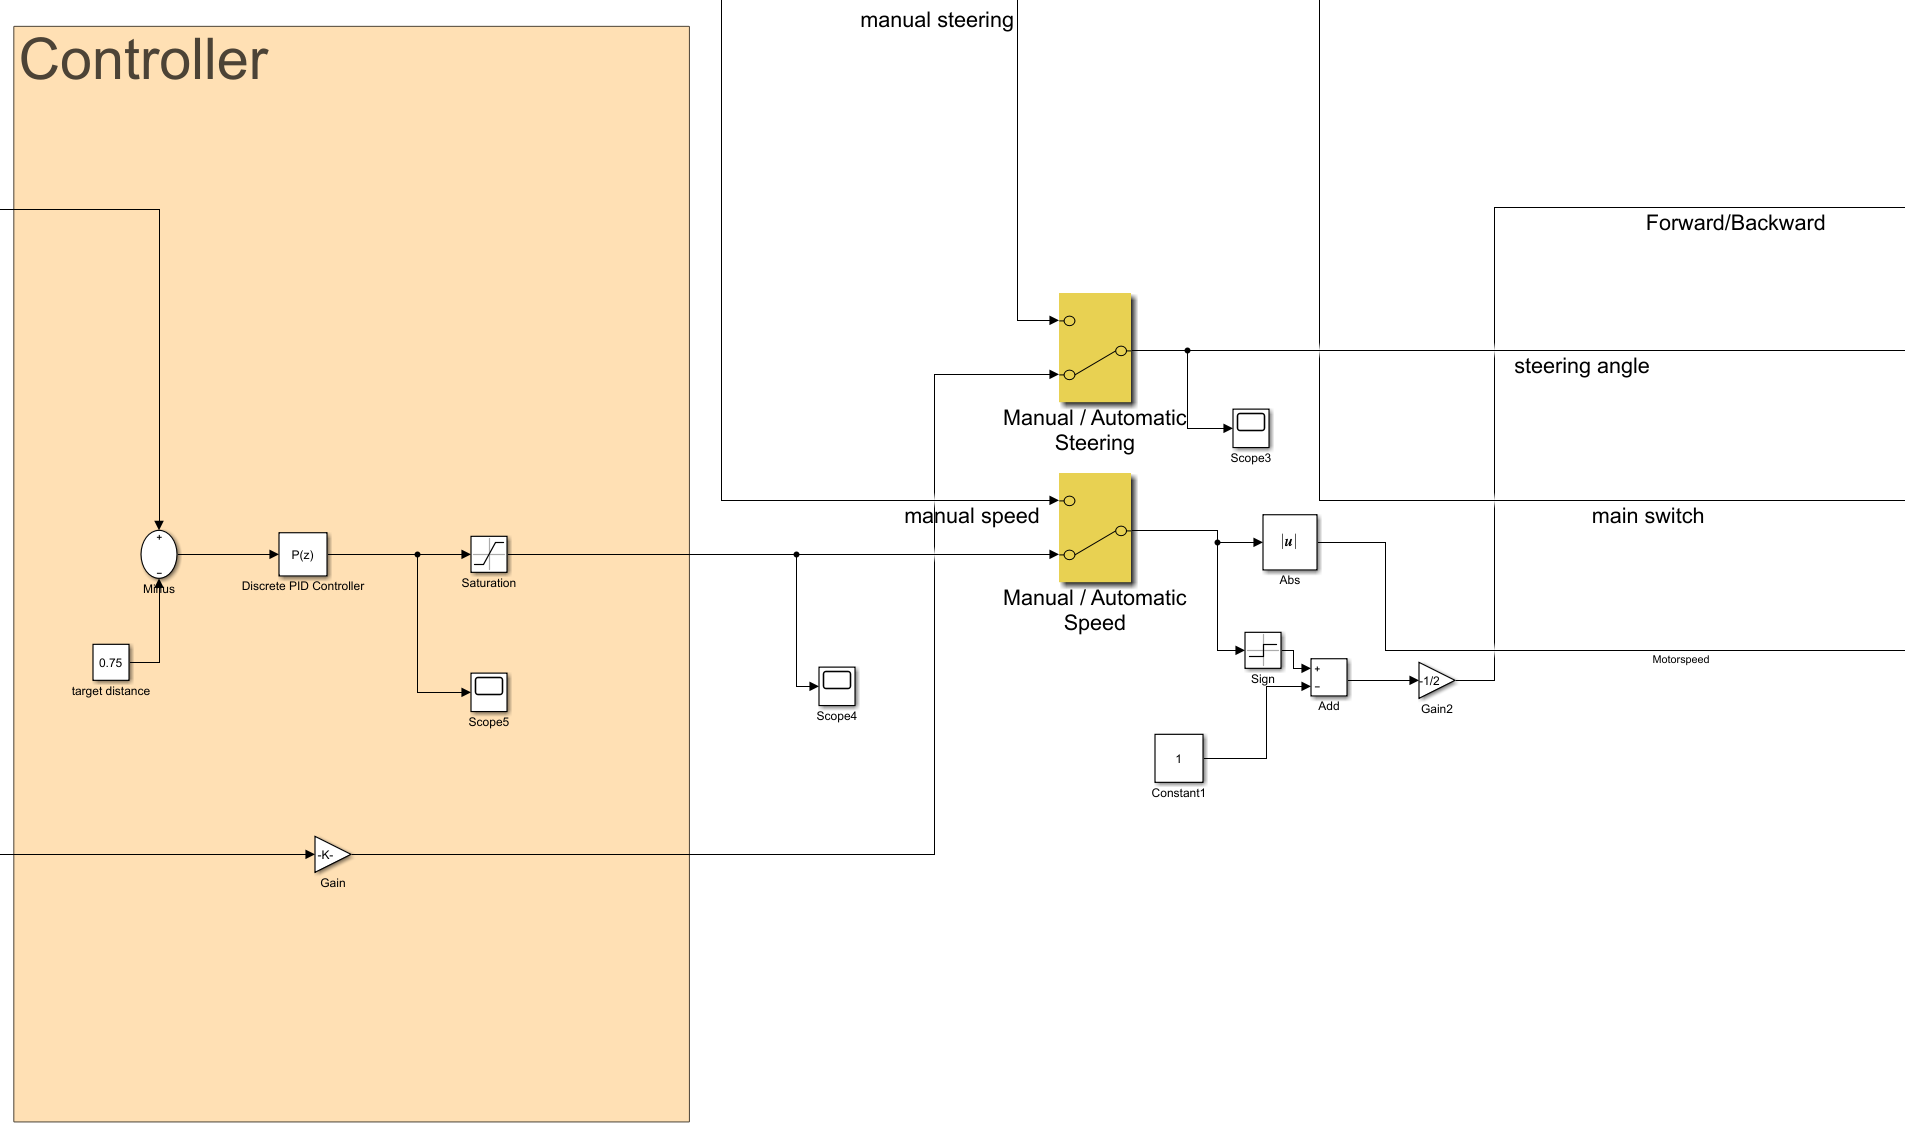 manual steering
Controller
Forward/Backward
steering angle
Manual / Automatic
Steering
Scope3
manual speed
main switch
+
−
Minus
P(z)
Discrete PID Controller
Saturation
|u|
Abs
Manual / Automatic
Speed
0.75
target distance
Scope5
Scope4
Sign
+
−
Add
-1/2
Gain2
Motorspeed
1
Constant1
-K-
Gain